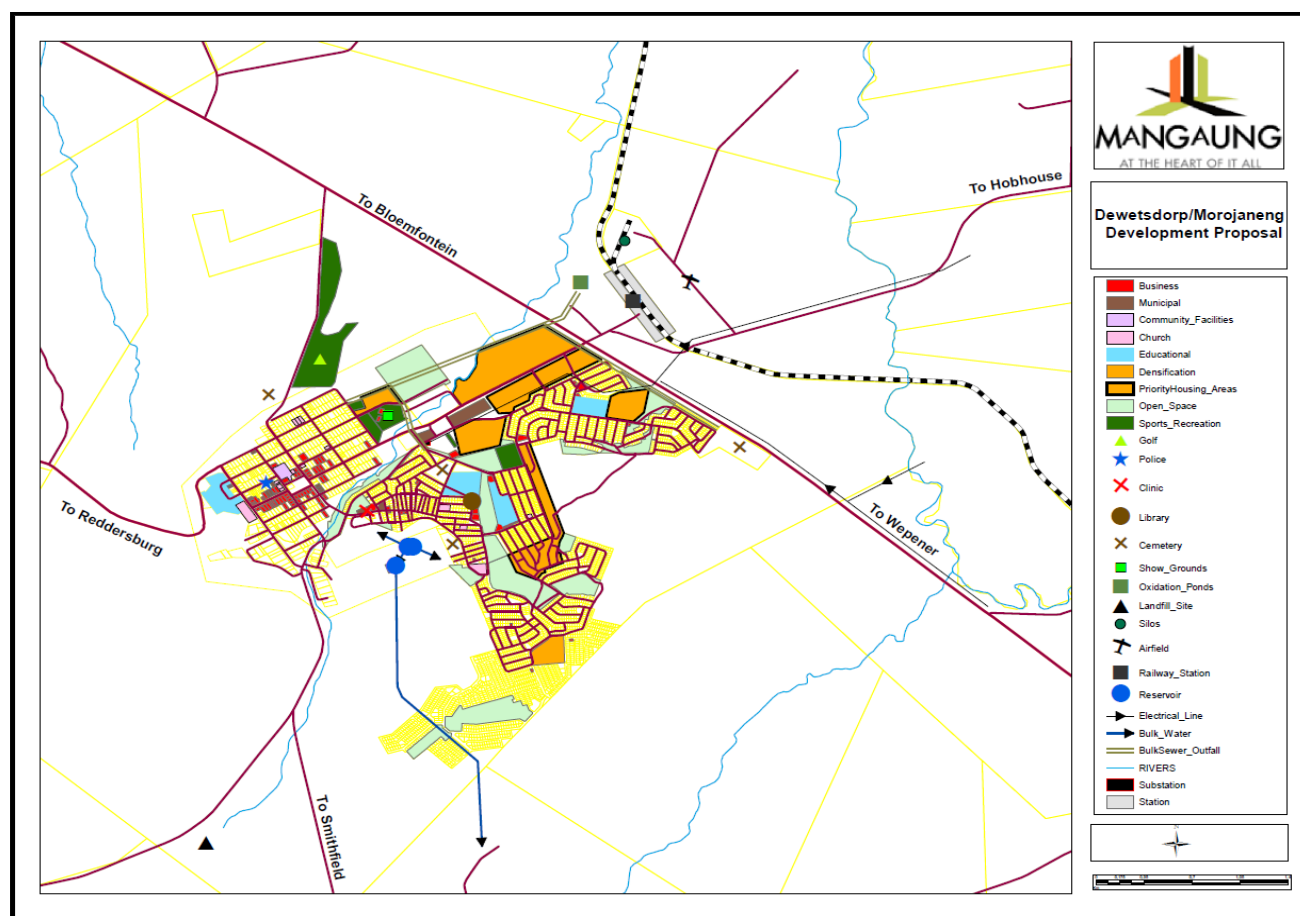 MANGAUNG
AT THE HEART OF IT ALL
Dewetsdorp/Morojaneng
Development Proposal
To Bloemfontein
To Hobhouse
To Reddersburg
To Wepener
To Smithfield
Business
Municipal
Community_Facilities
Church
Educational
Densification
PriorityHousing_Areas
Open_Space
Sports_Recreation
Golf
Police
Clinic
Library
Cemetery
Show_Grounds
Oxidation_Ponds
Landfill_Site
Silos
Airfield
Railway_Station
Reservoir
Electrical_Line
Bulk_Water
BulkSewer_Outfall
RIVERS
Substation
Station